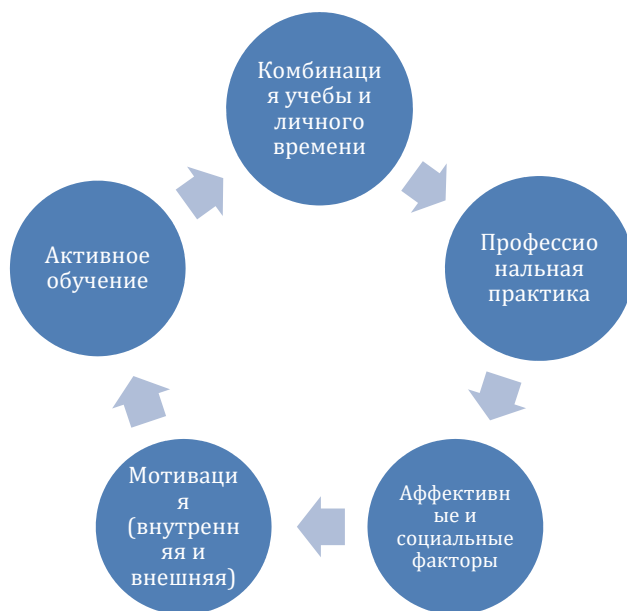 Комбинаци
я учебы и
личного
времени
Профессио
нальная
практика
Аффективн
ые и
социальные
факторы
Мотиваци
я
(внутренн
яя и
внешняя)
Активное
обучение